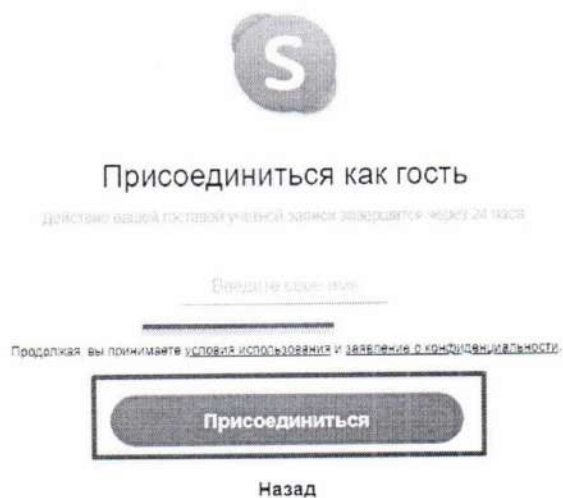 S
Присоединиться как гость
Действие вашей гостевой учетной записи завершится через 24 часа
Введите свое имя
Продолжая, вы принимаете условия использования и заявление о конфиденциальности.
Присоединиться
Назад